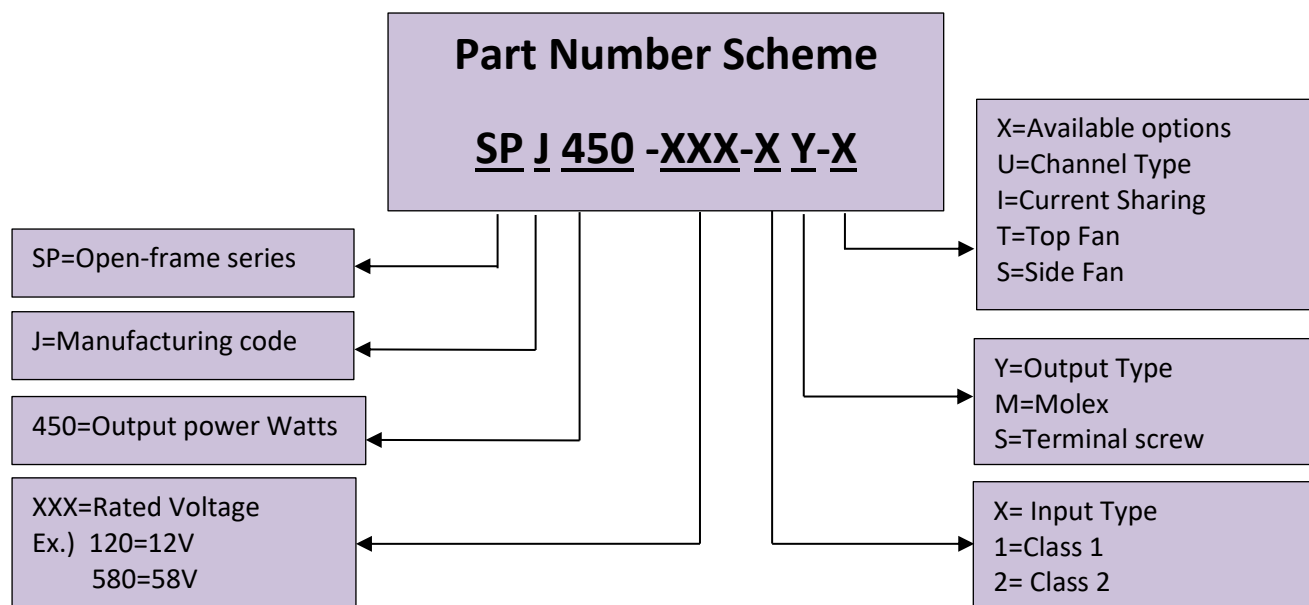 Part Number Scheme
SP J 450 -XXX-X Y-X
SP=Open-frame series
J=Manufacturing code
450=Output power Watts
XXX=Rated Voltage
Ex.) 120=12V
580=58V
X=Available options
U=Channel Type
I=Current Sharing
T=Top Fan
S=Side Fan
Y=Output Type
M=Molex
S=Terminal screw
X= Input Type
1=Class 1
2= Class 2